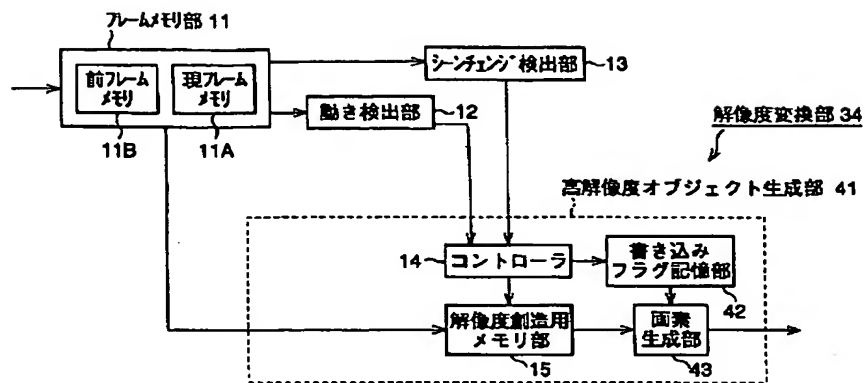 フレームメモリ部 11
前フレーム
メモリ
現フレーム
メモリ
11B
11A
シーンチェンジ検出部
13
動き検出部
12
解像度変換部 34
高解像度オブジェクト生成部 41
14
コントローラ
書き込み
フラグ記憶部
42
解像度創造用
メモリ部
15
画素
生成部
43